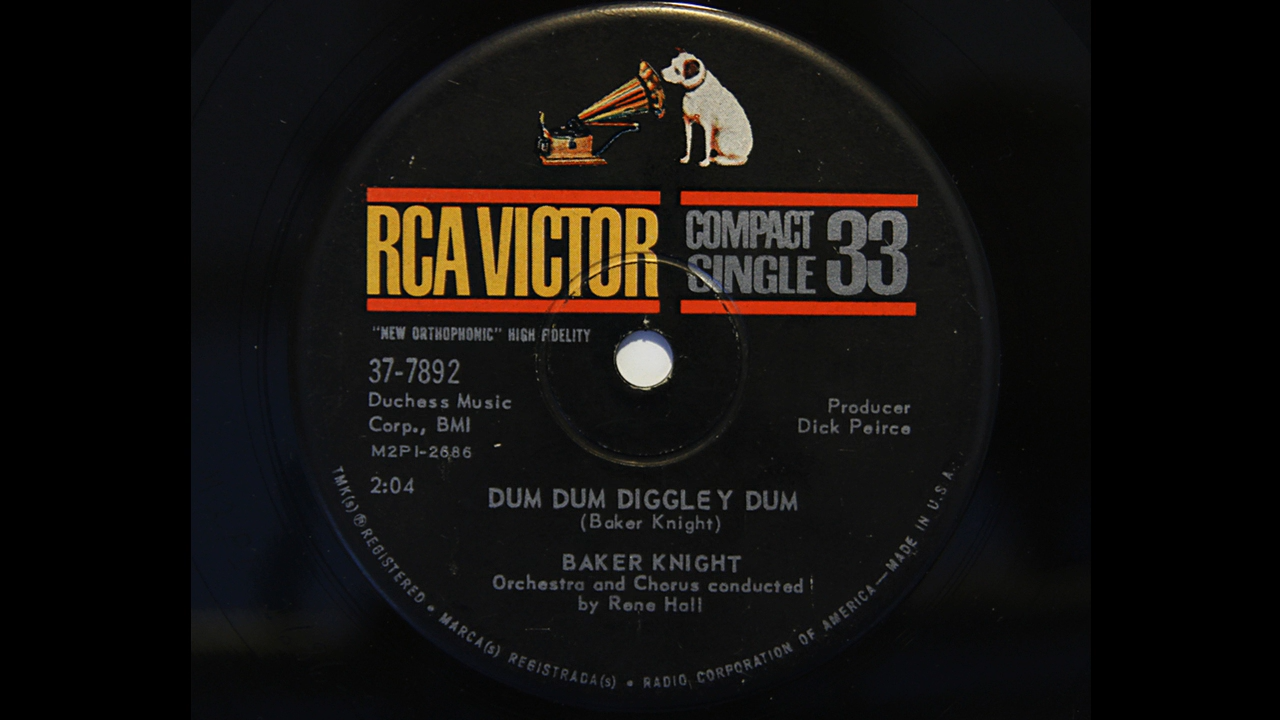 RCA VICTOR
COMPACT
SINGLE 33
"NEW ORTHOPHONIC" HIGH FIDELITY
37-7892
Duchess Music
Corp., BMI
M2PI-2686
2:04
Producer
Dick Peirce
DUM DUM DIGGLEY DUM
(Baker Knight)
BAKER KNIGHT
Orchestra and Chorus conducted
by Rene Hall
TMK(s) ® REGISTERED • MARCA(s) REGISTRADA(s) • RADIO CORPORATION OF AMERICA—MADE IN U.S.A.